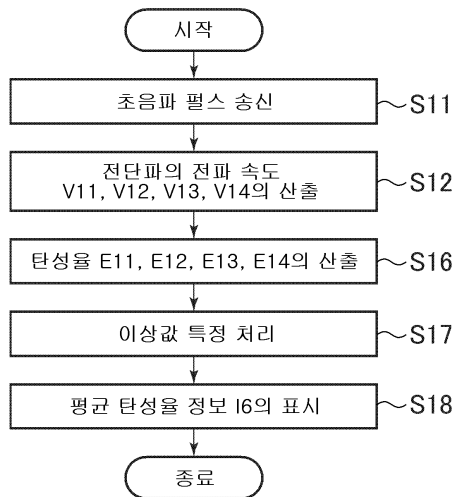 시작
초음파 펄스 송신
S11
전단파의 전파 속도
V11, V12, V13, V14의 산출
S12
탄성율 E11, E12, E13, E14의 산출
S16
이상값 특정 처리
S17
평균 탄성율 정보 I6의 표시
S18
종료